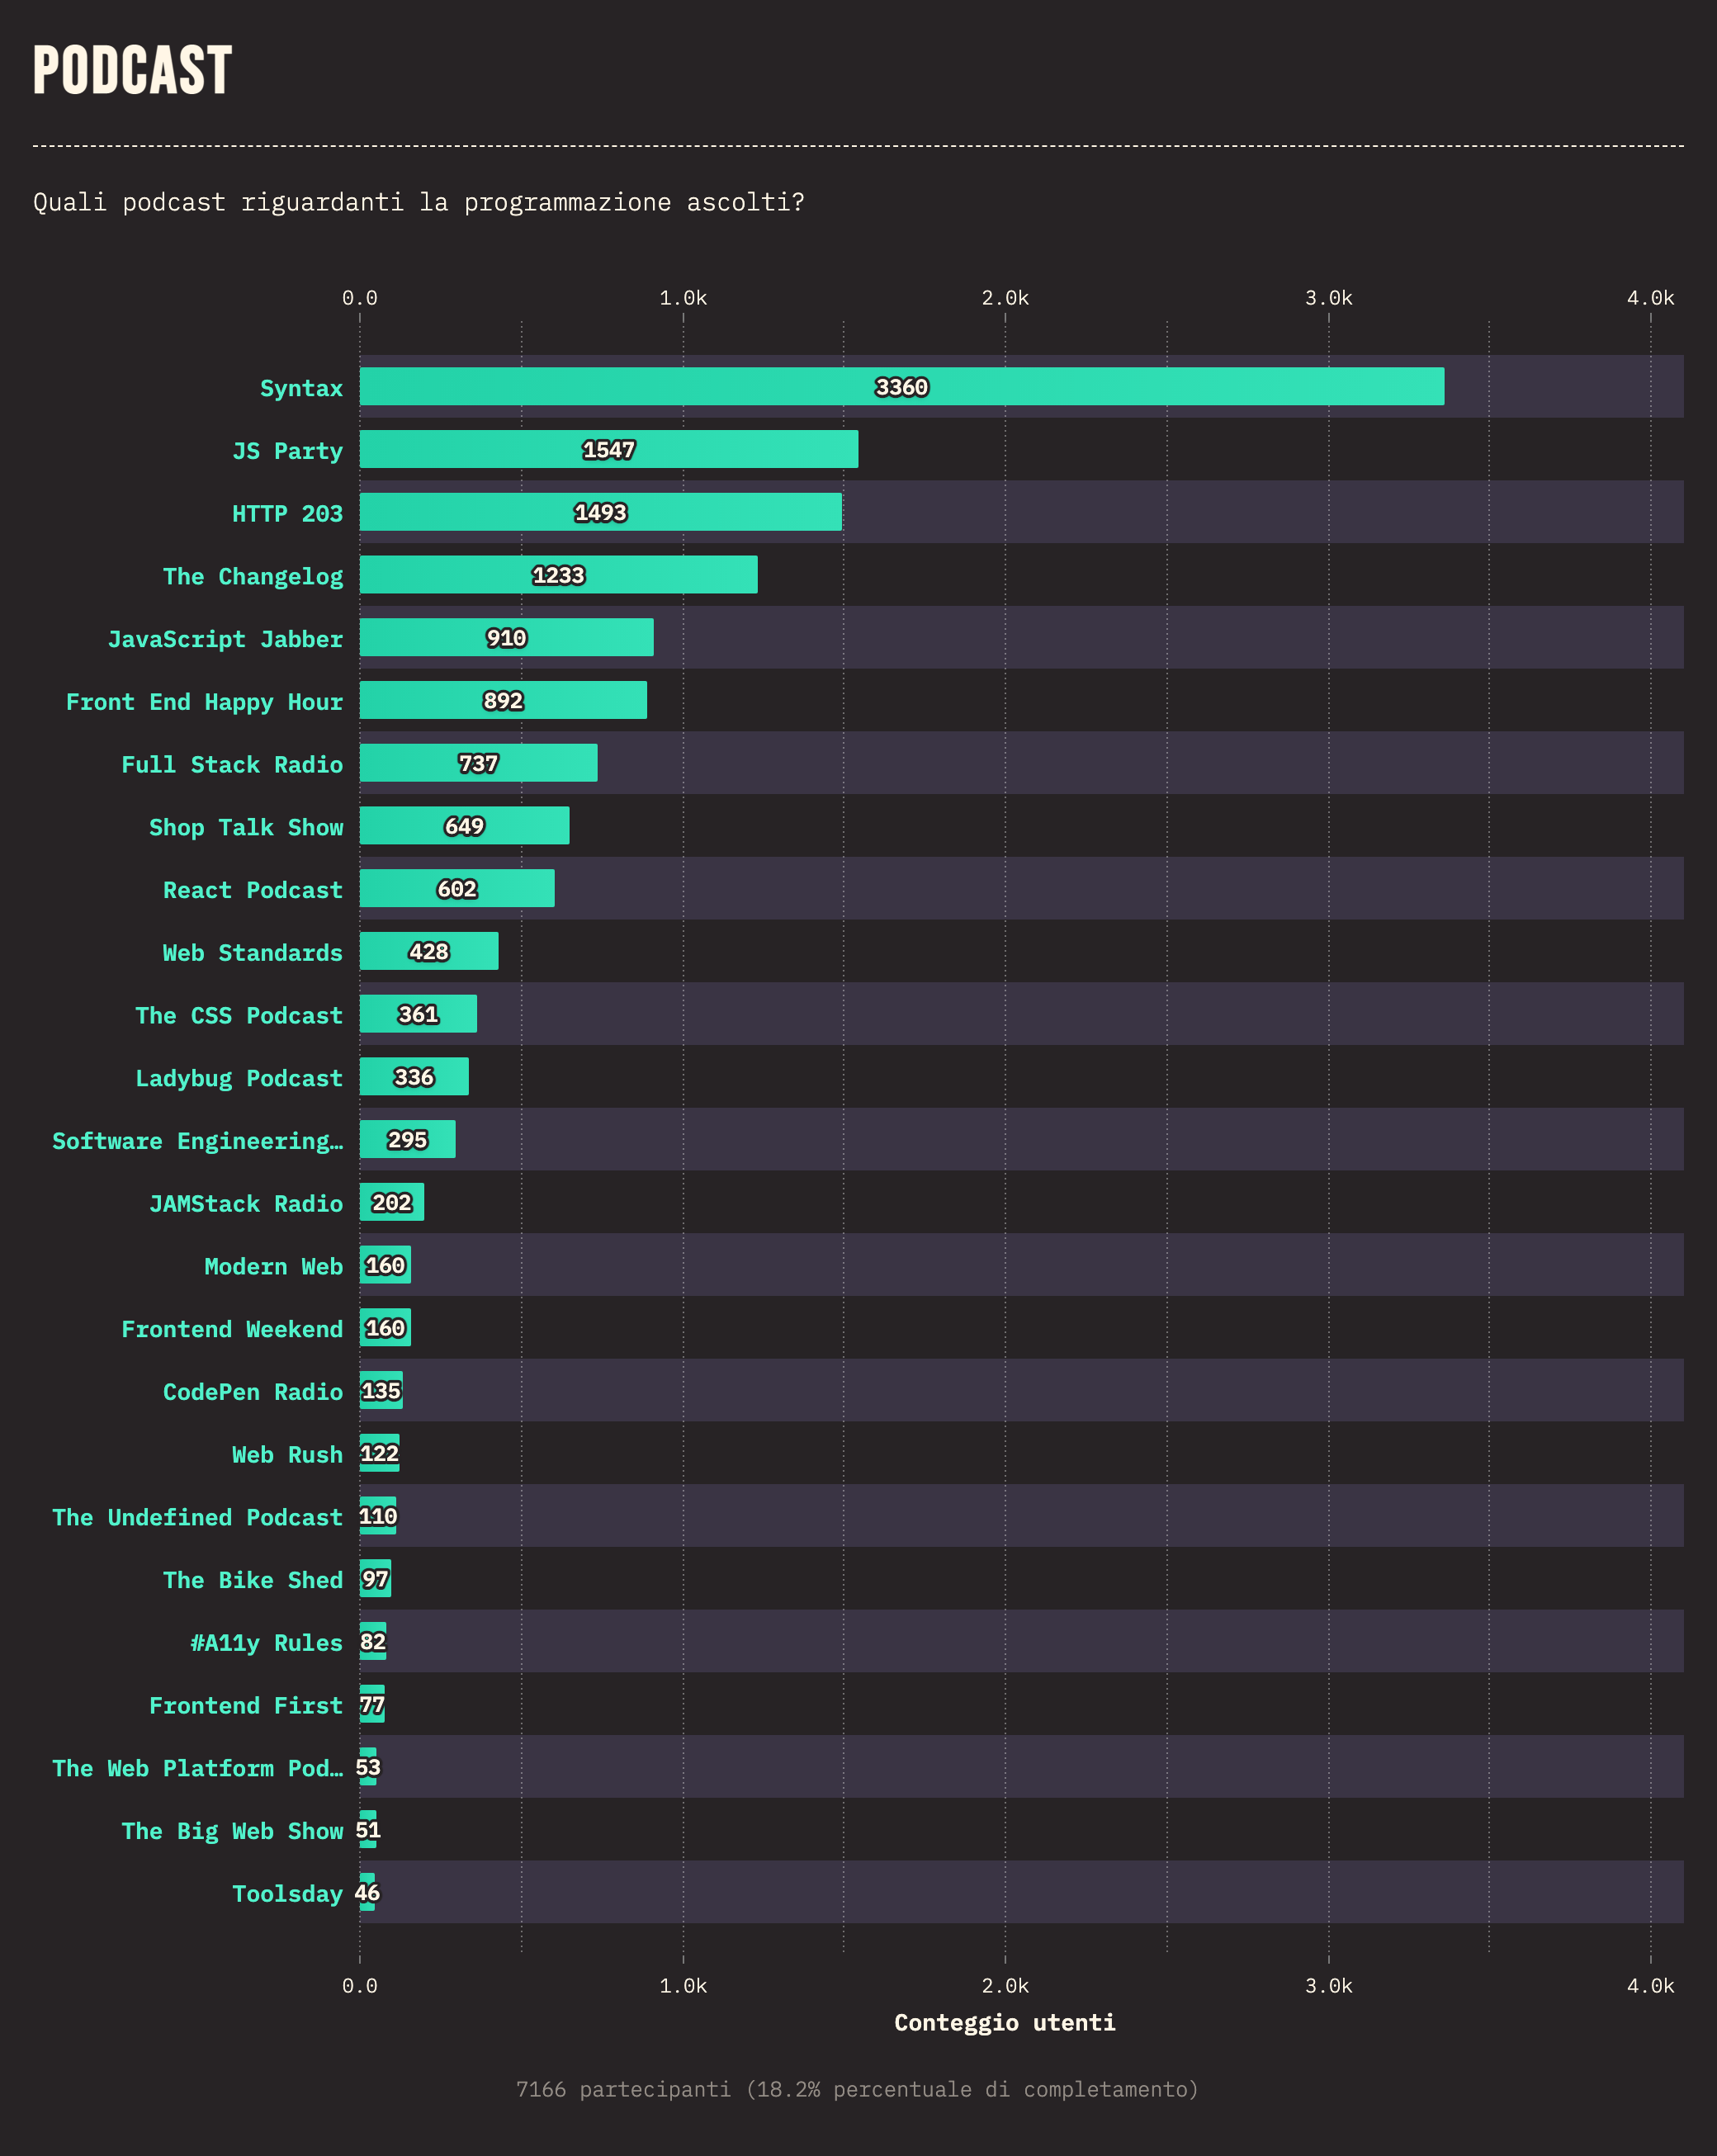 PODCAST
Quali podcast riguardanti la programmazione ascolti?
0.0 1.0k 2.0k 3.0k 4.0k
Syntax 3360
JS Party 1547
HTTP 203 1493
The Changelog 1233
JavaScript Jabber 910
Front End Happy Hour 892
Full Stack Radio 737
Shop Talk Show 649
React Podcast 602
Web Standards 428
The CSS Podcast 361
Ladybug Podcast 336
Software Engineering… 295
JAMStack Radio 202
Modern Web 160
Frontend Weekend 160
CodePen Radio 135
Web Rush 122
The Undefined Podcast 110
The Bike Shed 97
#A11y Rules 82
Frontend First 77
The Web Platform Pod… 53
The Big Web Show 51
Toolsday 46
0.0 1.0k 2.0k 3.0k 4.0k
Conteggio utenti
7166 partecipanti (18.2% percentuale di completamento)